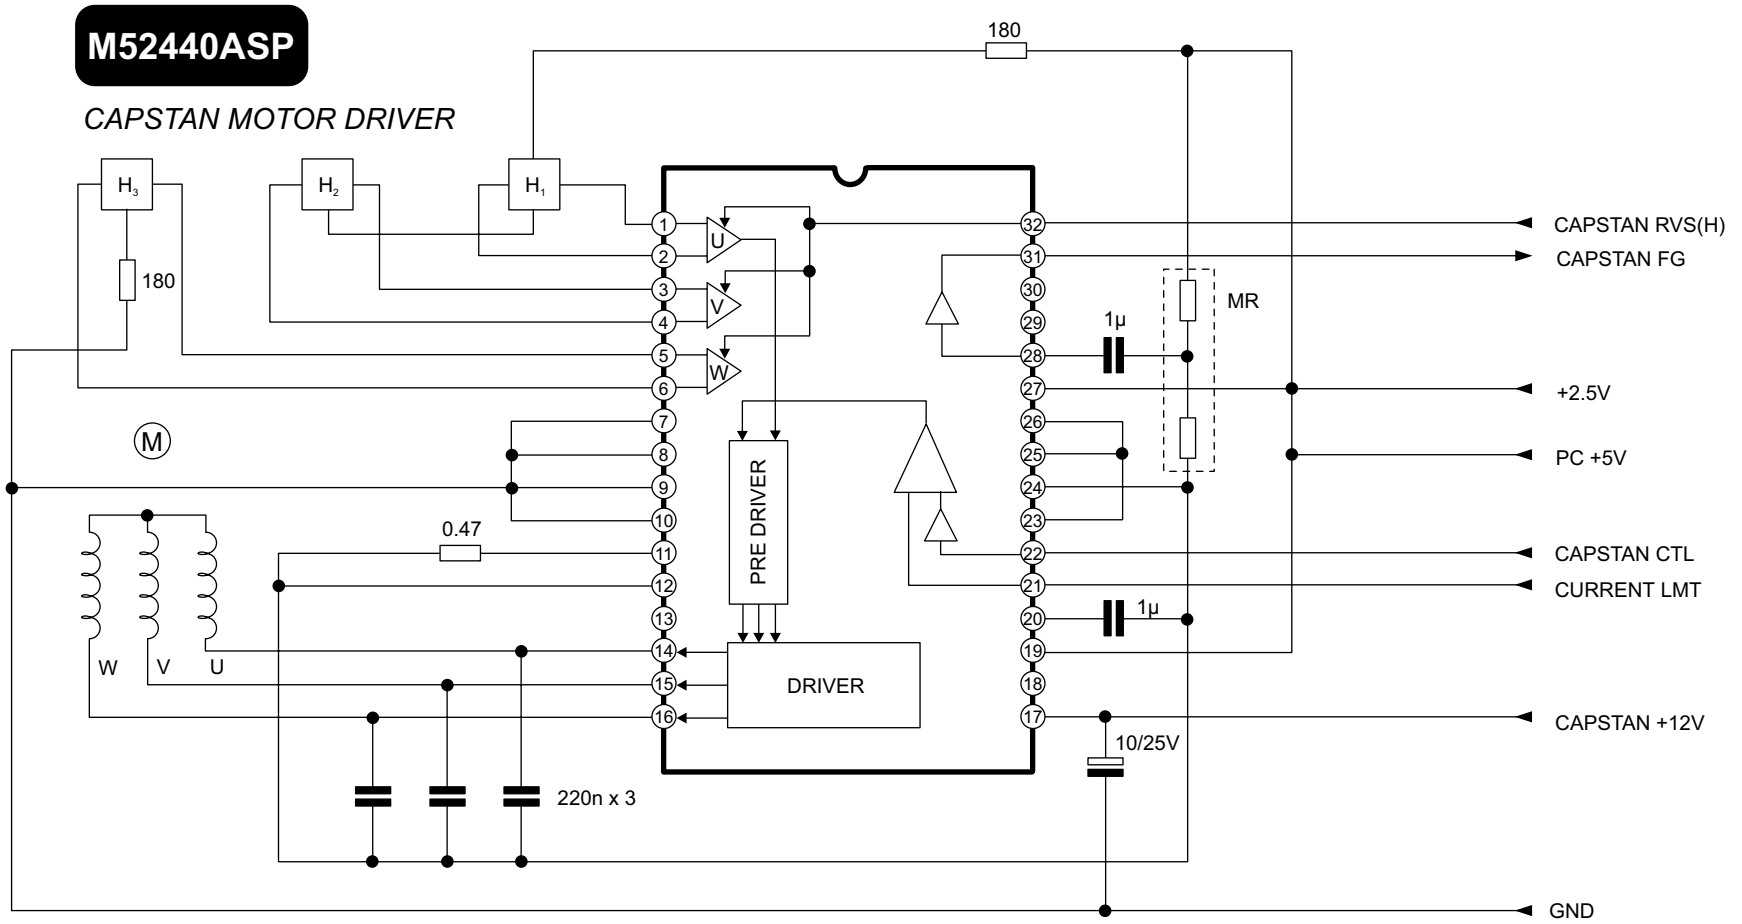 M52440ASP
180
CAPSTAN MOTOR DRIVER
H3
H2
H1
180
1
2
3
4
5
6
7
8
9
10
11
12
13
14
15
16
U
V
W
32
31
30
29
28
27
26
25
24
23
22
21
20
19
18
17
CAPSTAN RVS(H)
CAPSTAN FG
MR
1µ
+2.5V
PC +5V
M
PRE DRIVER
0.47
CAPSTAN CTL
CURRENT LMT
1µ
W
V
U
DRIVER
CAPSTAN +12V
10/25V
220n x 3
GND